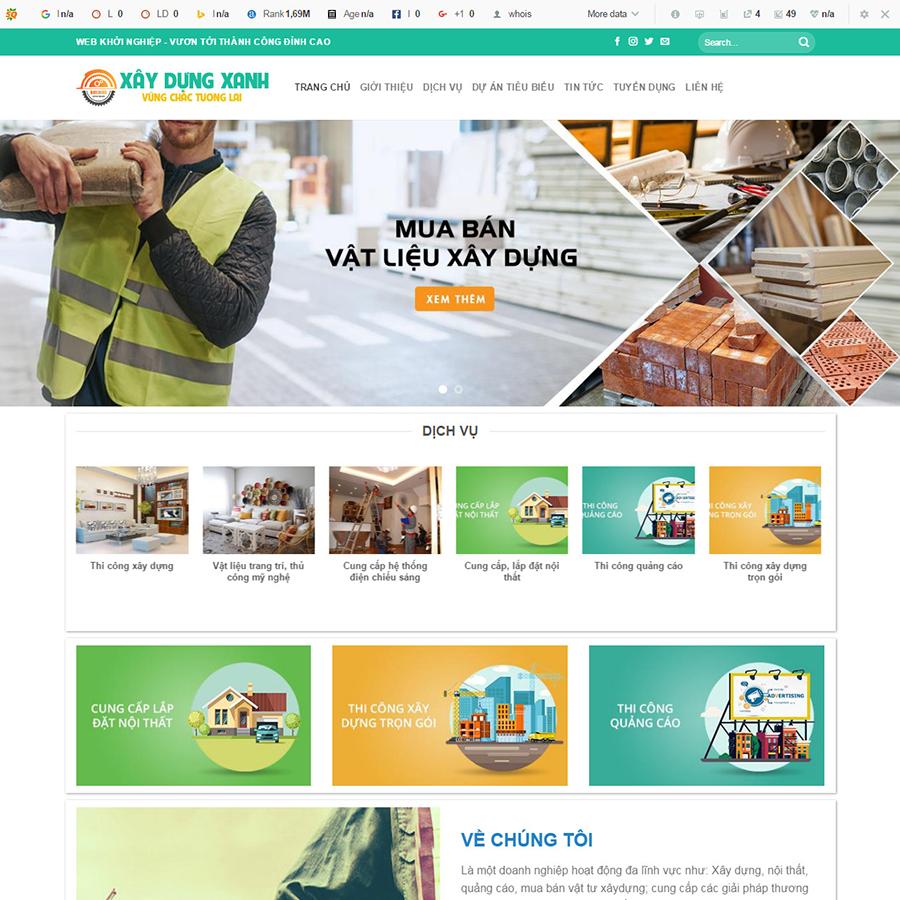 I n/a L 0 LD 0 I n/a Rank 1,69M Age n/a I 0 +1 0 whois More data 4 49 n/a
WEB KHỞI NGHIỆP - VƯƠN TỚI THÀNH CÔNG ĐỈNH CAO
Search...
XÂY DỰNG XANH
VỮNG CHẮC TƯƠNG LAI
TRANG CHỦ GIỚI THIỆU DỊCH VỤ DỰ ÁN TIÊU BIỂU TIN TỨC TUYỂN DỤNG LIÊN HỆ
MUA BÁN
VẬT LIỆU XÂY DỰNG
XEM THÊM
DỊCH VỤ
NG CẤP LẮP
ẶT NỘI THẤT
THI CÔNG
QUẢNG CÁO
ADVERTISING
HI CÔNG XÂY
NG TRỌN GÓI
Thi công xây dựng
Vật liệu trang trí, thủ
công mỹ nghệ
Cung cấp hệ thống
điện chiếu sáng
Cung cấp, lắp đặt nội
thất
Thi công quảng cáo
Thi công xây dựng
trọn gói
CUNG CẤP LẮP
ĐẶT NỘI THẤT
THI CÔNG XÂY
DỰNG TRỌN GÓI
THI CÔNG
QUẢNG CÁO
ADVERTISING
VỀ CHÚNG TÔI
Là một doanh nghiệp hoạt động đa lĩnh vực như: Xây dựng, nội thất,
quảng cáo, mua bán vật tư xâydựng; cung cấp các giải pháp thương